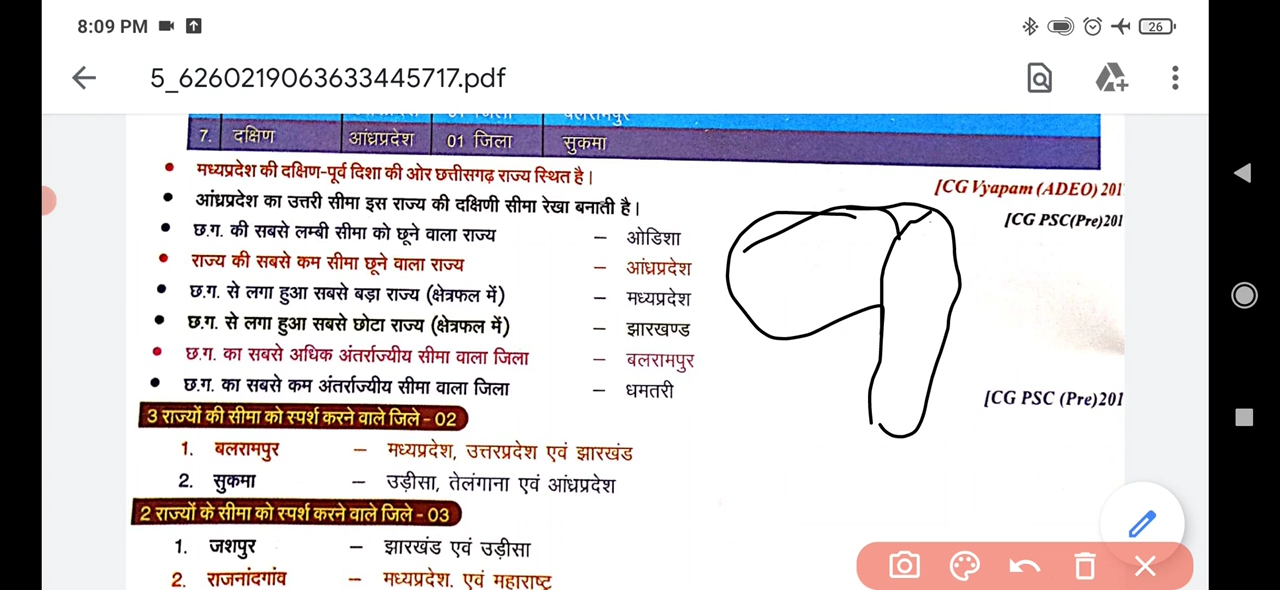 8:09 PM 26
5_6260219063633445717.pdf
7. दक्षिण आंध्रप्रदेश 01 जिला सुकमा
• मध्यप्रदेश की दक्षिण-पूर्व दिशा की ओर छत्तीसगढ़ राज्य स्थित है। [CG Vyapam (ADEO) 201
• आंध्रप्रदेश का उत्तरी सीमा इस राज्य की दक्षिणी सीमा रेखा बनाती है। [CG PSC(Pre)201
• छ.ग. की सबसे लम्बी सीमा को छूने वाला राज्य – ओडिशा
• राज्य की सबसे कम सीमा छूने वाला राज्य – आंध्रप्रदेश
• छ.ग. से लगा हुआ सबसे बड़ा राज्य (क्षेत्रफल में) – मध्यप्रदेश
• छ.ग. से लगा हुआ सबसे छोटा राज्य (क्षेत्रफल में) – झारखण्ड
• छ.ग. का सबसे अधिक अंतर्राज्यीय सीमा वाला जिला – बलरामपुर
• छ.ग. का सबसे कम अंतर्राज्यीय सीमा वाला जिला – धमतरी [CG PSC (Pre)201
3 राज्यों की सीमा को स्पर्श करने वाले जिले - 02
1. बलरामपुर – मध्यप्रदेश, उत्तरप्रदेश एवं झारखंड
2. सुकमा – उड़ीसा, तेलंगाना एवं आंध्रप्रदेश
2 राज्यों के सीमा को स्पर्श करने वाले जिले - 03
1. जशपुर – झारखंड एवं उड़ीसा
2. राजनांदगांव – मध्यप्रदेश. एवं महाराष्ट्र